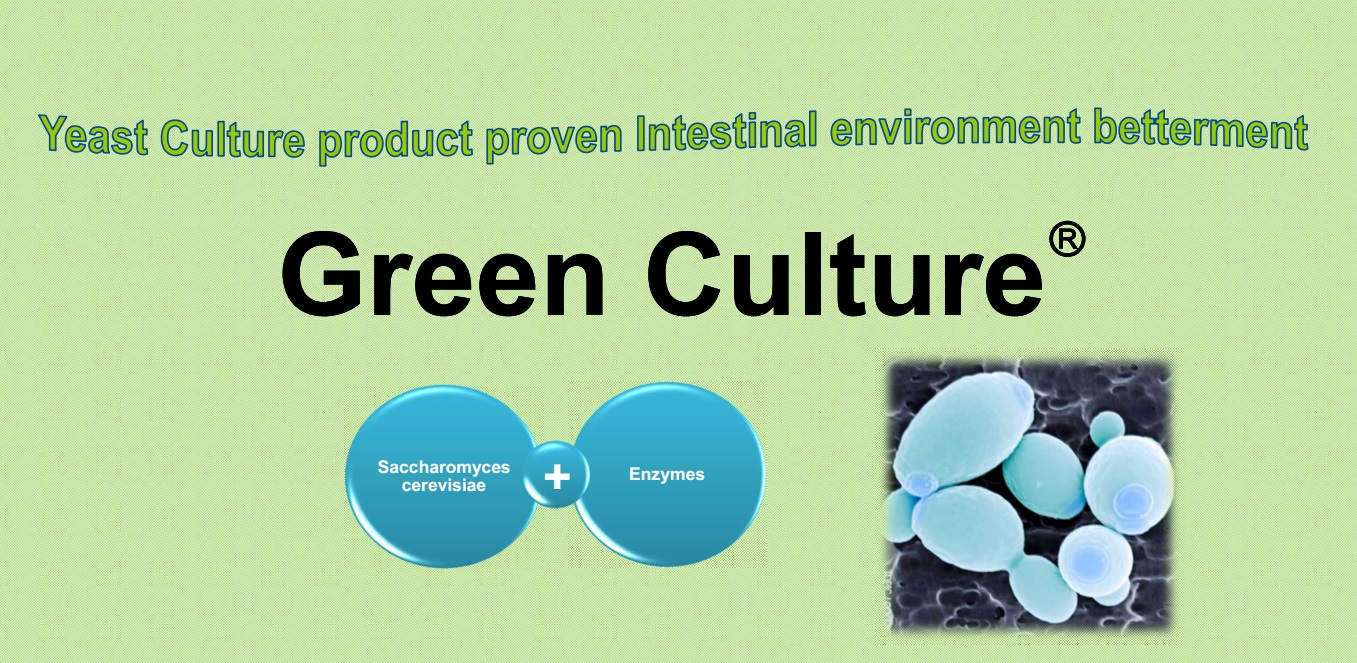 Yeast Culture product proven Intestinal environment betterment
Green Culture®
Saccharomyces
cerevisiae
+
Enzymes